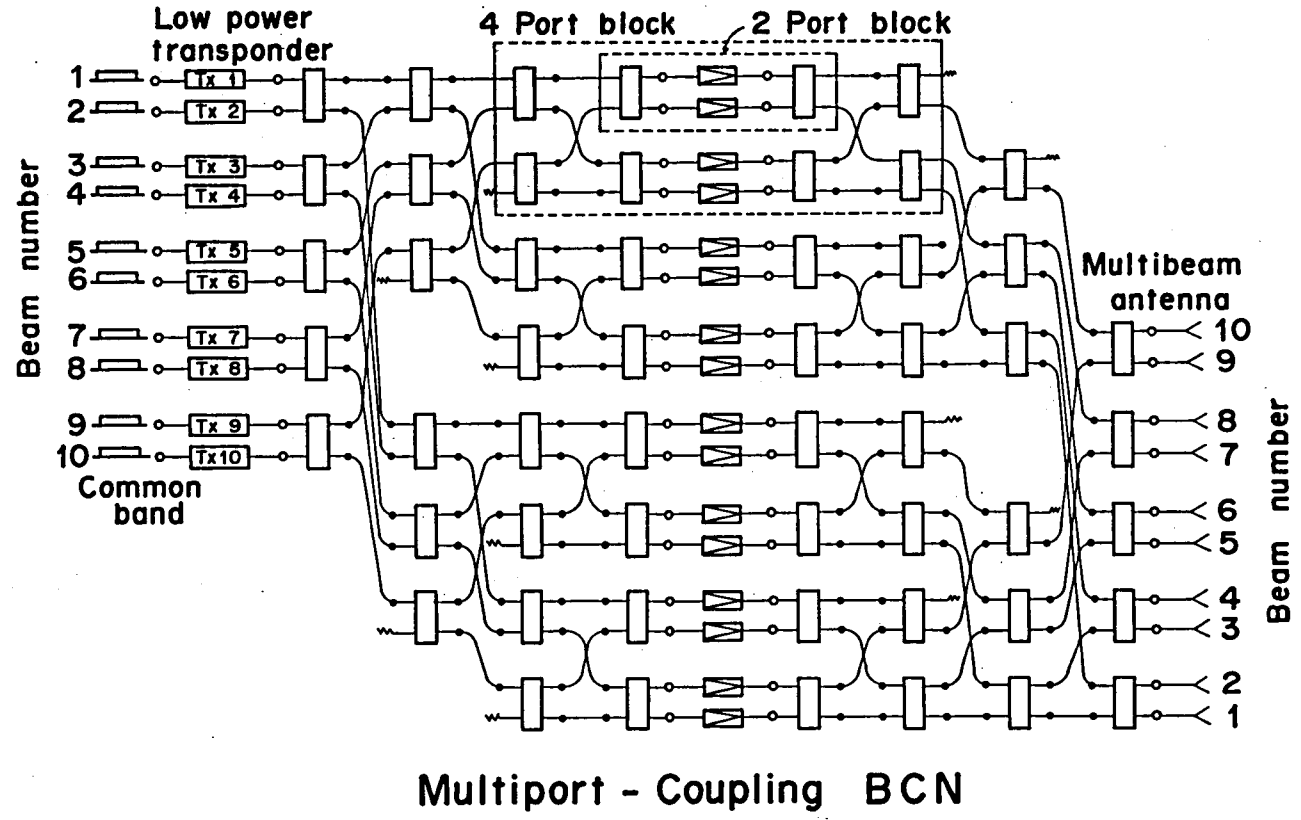 Low power
transponder
4 Port block
2 Port block
Beam number
1
Tx 1
2
Tx 2
3
Tx 3
4
Tx 4
5
Tx 5
6
Tx 6
7
Tx 7
8
Tx 8
9
Tx 9
10
Tx10
Common
band
Multibeam
antenna
10
9
8
7
6
5
4
3
2
1
Beam number
Multiport - Coupling BCN